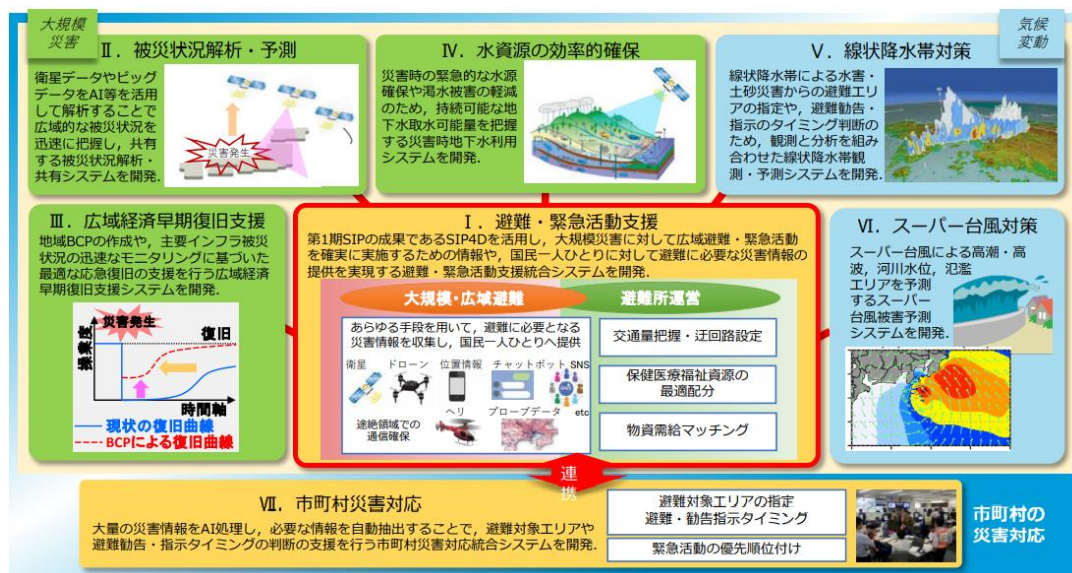 大規模
災害
気候
変動
Ⅱ．被災状況解析・予測
衛星データやビッグ
データをAI等を活用
して解析することで
広域的な被災状況を
迅速に把握し，共有
する被災状況解析・
共有システムを開発.
災害発生
Ⅳ．水資源の効率的確保
災害時の緊急的な水源
確保や渇水被害の軽減
のため，持続可能な地
下水取水可能量を把握
する災害時地下水利用
システムを開発.
Ⅴ．線状降水帯対策
線状降水帯による水害・
土砂災害からの避難エリ
アの指定や，避難勧告・
指示のタイミング判断の
ため，観測と分析を組み
合わせた線状降水帯観
測・予測システムを開発.
Ⅲ．広域経済早期復旧支援
地域BCPの作成や，主要インフラ被災
状況の迅速なモニタリングに基づいた
最適な応急復旧の支援を行う広域経済
早期復旧支援システムを開発.
災害発生
復旧
操業度
時間軸
現状の復旧曲線
BCPによる復旧曲線
Ⅰ．避難・緊急活動支援
第1期SIPの成果であるSIP4Dを活用し，大規模災害に対して広域避難・緊急活動
を確実に実施するための情報や，国民一人ひとりに対して避難に必要な災害情報の
提供を実現する避難・緊急活動支援統合システムを開発.
大規模・広域避難
避難所運営
あらゆる手段を用いて，避難に必要となる
災害情報を収集し，国民一人ひとりへ提供
衛星 ドローン 位置情報 チャットボット SNS
ヘリ プローブデータ etc
途絶領域での
通信確保
交通量把握・迂回路設定
保健医療福祉資源の
最適配分
物資需給マッチング
Ⅵ．スーパー台風対策
スーパー台風による高潮・高
波，河川水位，氾濫
エリアを予測
するスーパー
台風被害予測
システムを開発.
連
携
Ⅶ．市町村災害対応
大量の災害情報をAI処理し，必要な情報を自動抽出することで，避難対象エリアや
避難勧告・指示タイミングの判断の支援を行う市町村災害対応統合システムを開発.
避難対象エリアの指定
避難・勧告指示タイミング
緊急活動の優先順位付け
市町村の
災害対応